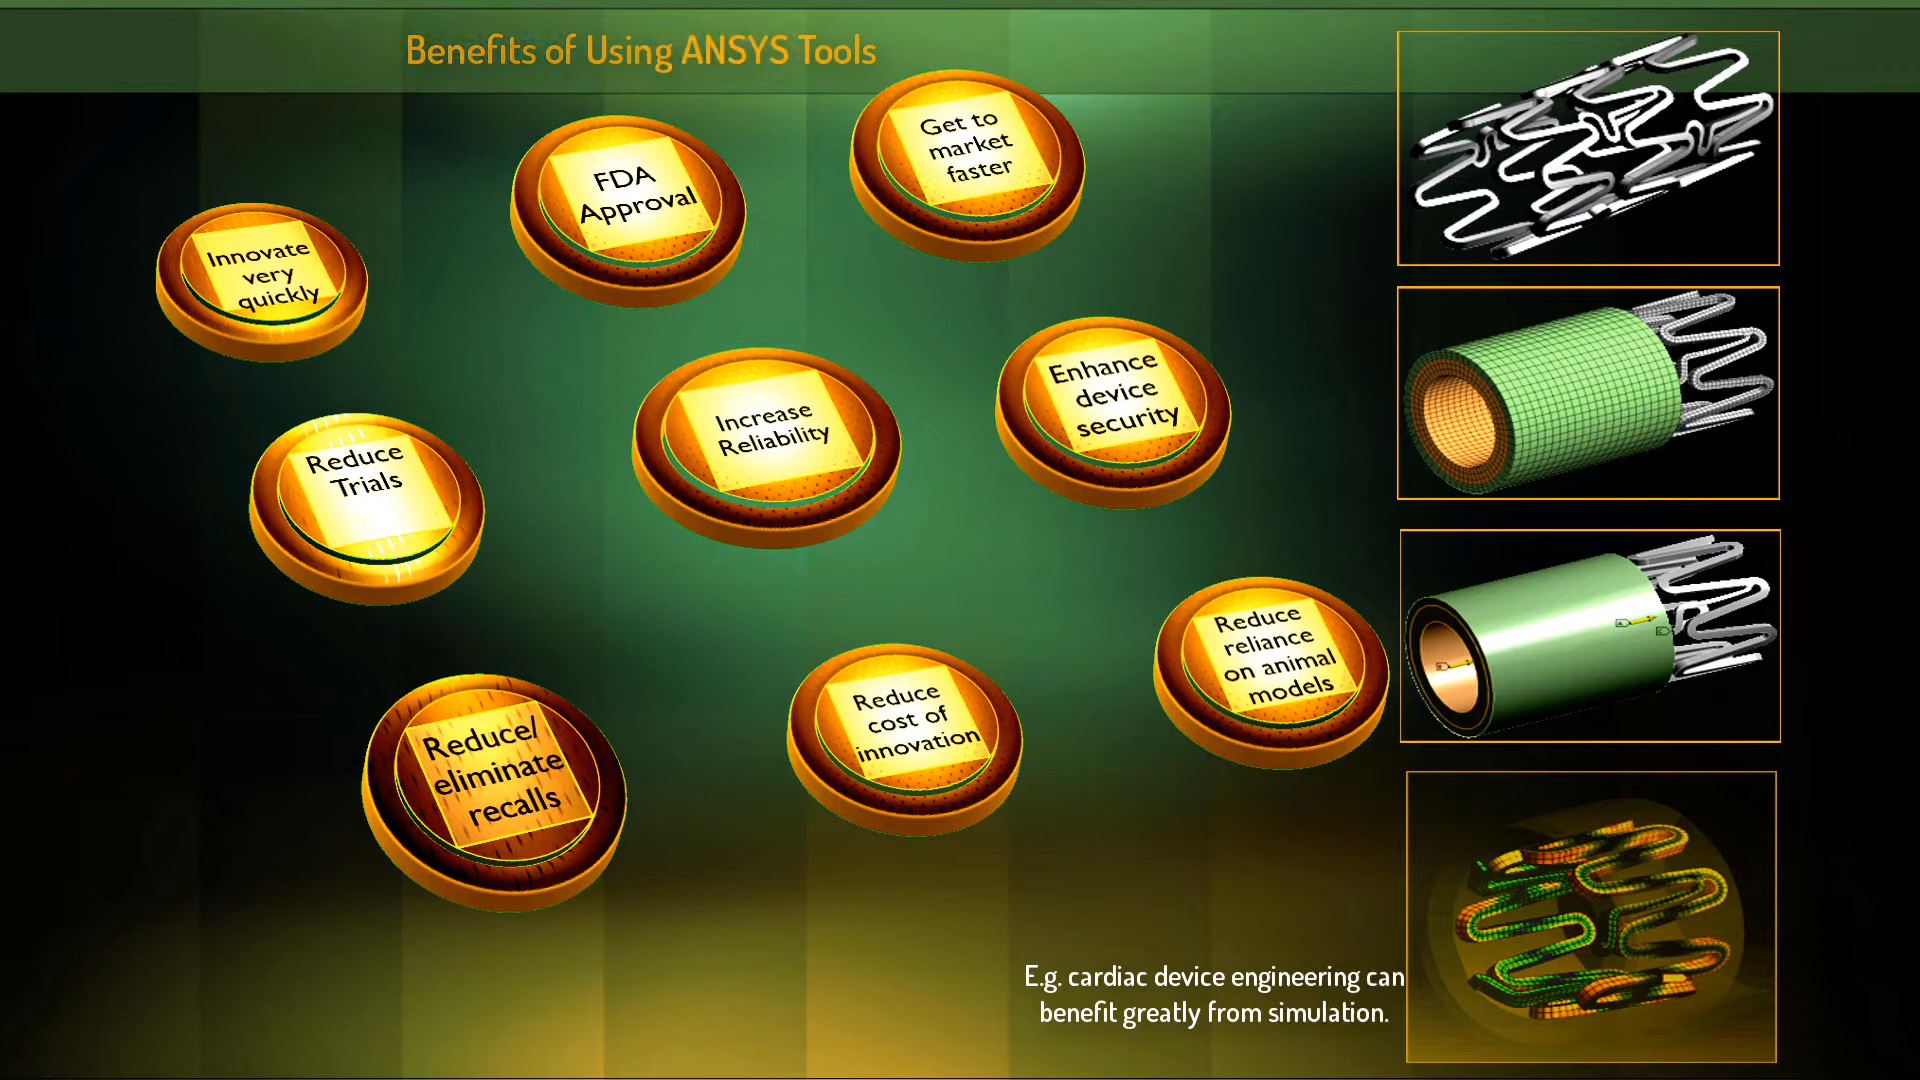 Benefits of Using ANSYS Tools
Innovate
very
quickly
FDA
Approval
Get to
market
faster
Reduce
Trials
Increase
Reliability
Enhance
device
security
Reduce/
eliminate
recalls
Reduce
cost of
innovation
Reduce
reliance
on animal
models
E.g. cardiac device engineering can
benefit greatly from simulation.